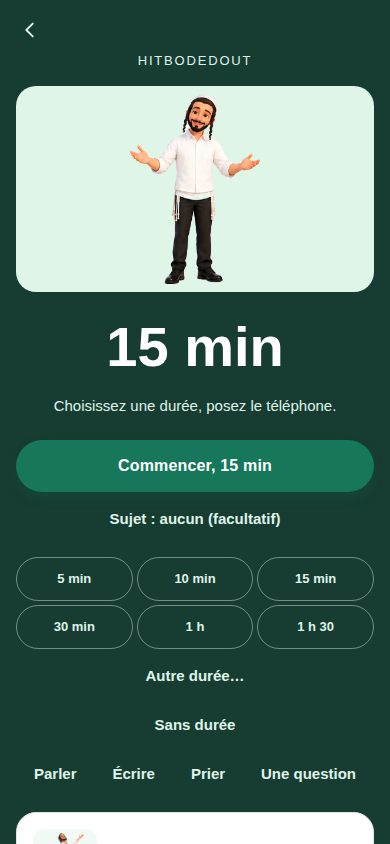 HITBODEDOUT
15 min
Choisissez une durée, posez le téléphone.
Commencer, 15 min
Sujet : aucun (facultatif)
5 min 10 min 15 min
30 min 1 h 1 h 30
Autre durée…
Sans durée
Parler Écrire Prier Une question